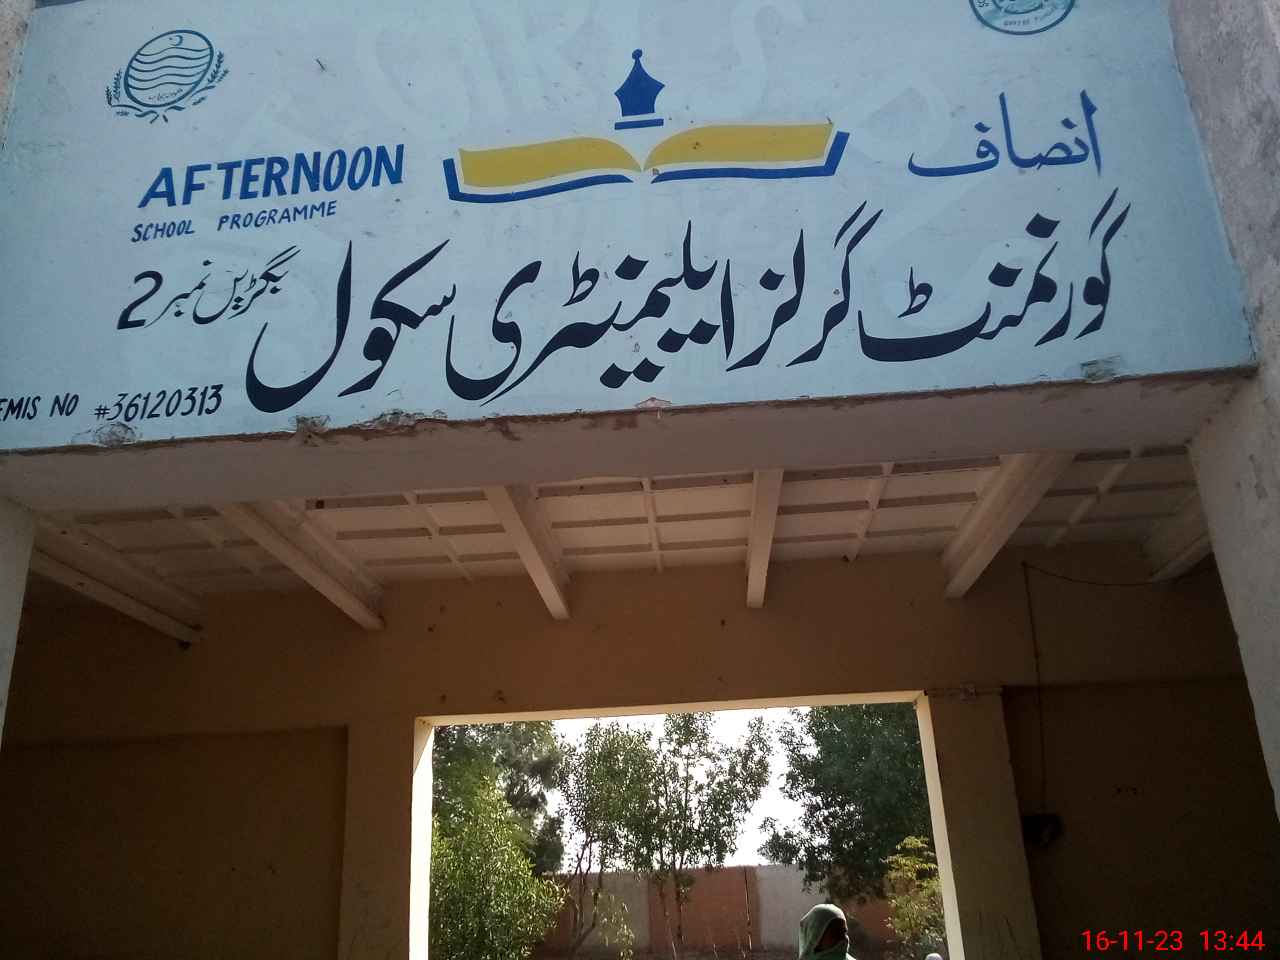 انصاف
AFTERNOON
SCHOOL PROGRAMME
گورنمنٹ گرلز ایلیمنٹری سکول بگڑیں نمبر 2
EMIS NO #36120313
16-11-23 13:44